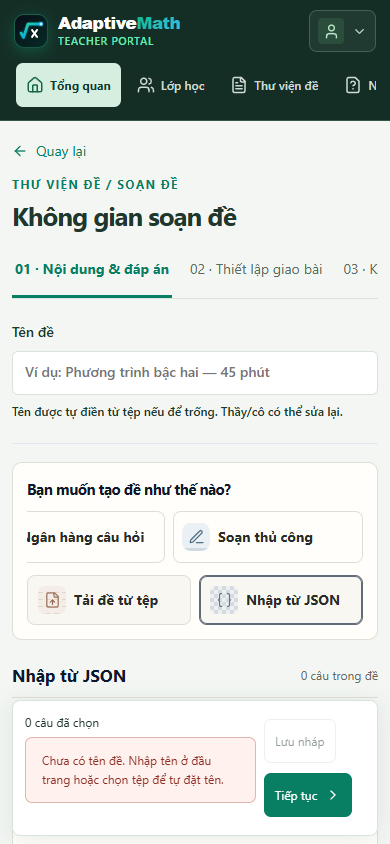 AdaptiveMath
TEACHER PORTAL
Tổng quan
Lớp học
Thư viện đề
Quay lại
THƯ VIỆN ĐỀ / SOẠN ĐỀ
Không gian soạn đề
01 · Nội dung & đáp án
02 · Thiết lập giao bài
03 · K
Tên đề
Ví dụ: Phương trình bậc hai — 45 phút
Tên được tự điền từ tệp nếu để trống. Thầy/cô có thể sửa lại.
Bạn muốn tạo đề như thế nào?
hàng câu hỏi
Soạn thủ công
Tải đề từ tệp
Nhập từ JSON
Nhập từ JSON
0 câu trong đề
0 câu đã chọn
Chưa có tên đề. Nhập tên ở đầu
trang hoặc chọn tệp để tự đặt tên.
Lưu nháp
Tiếp tục